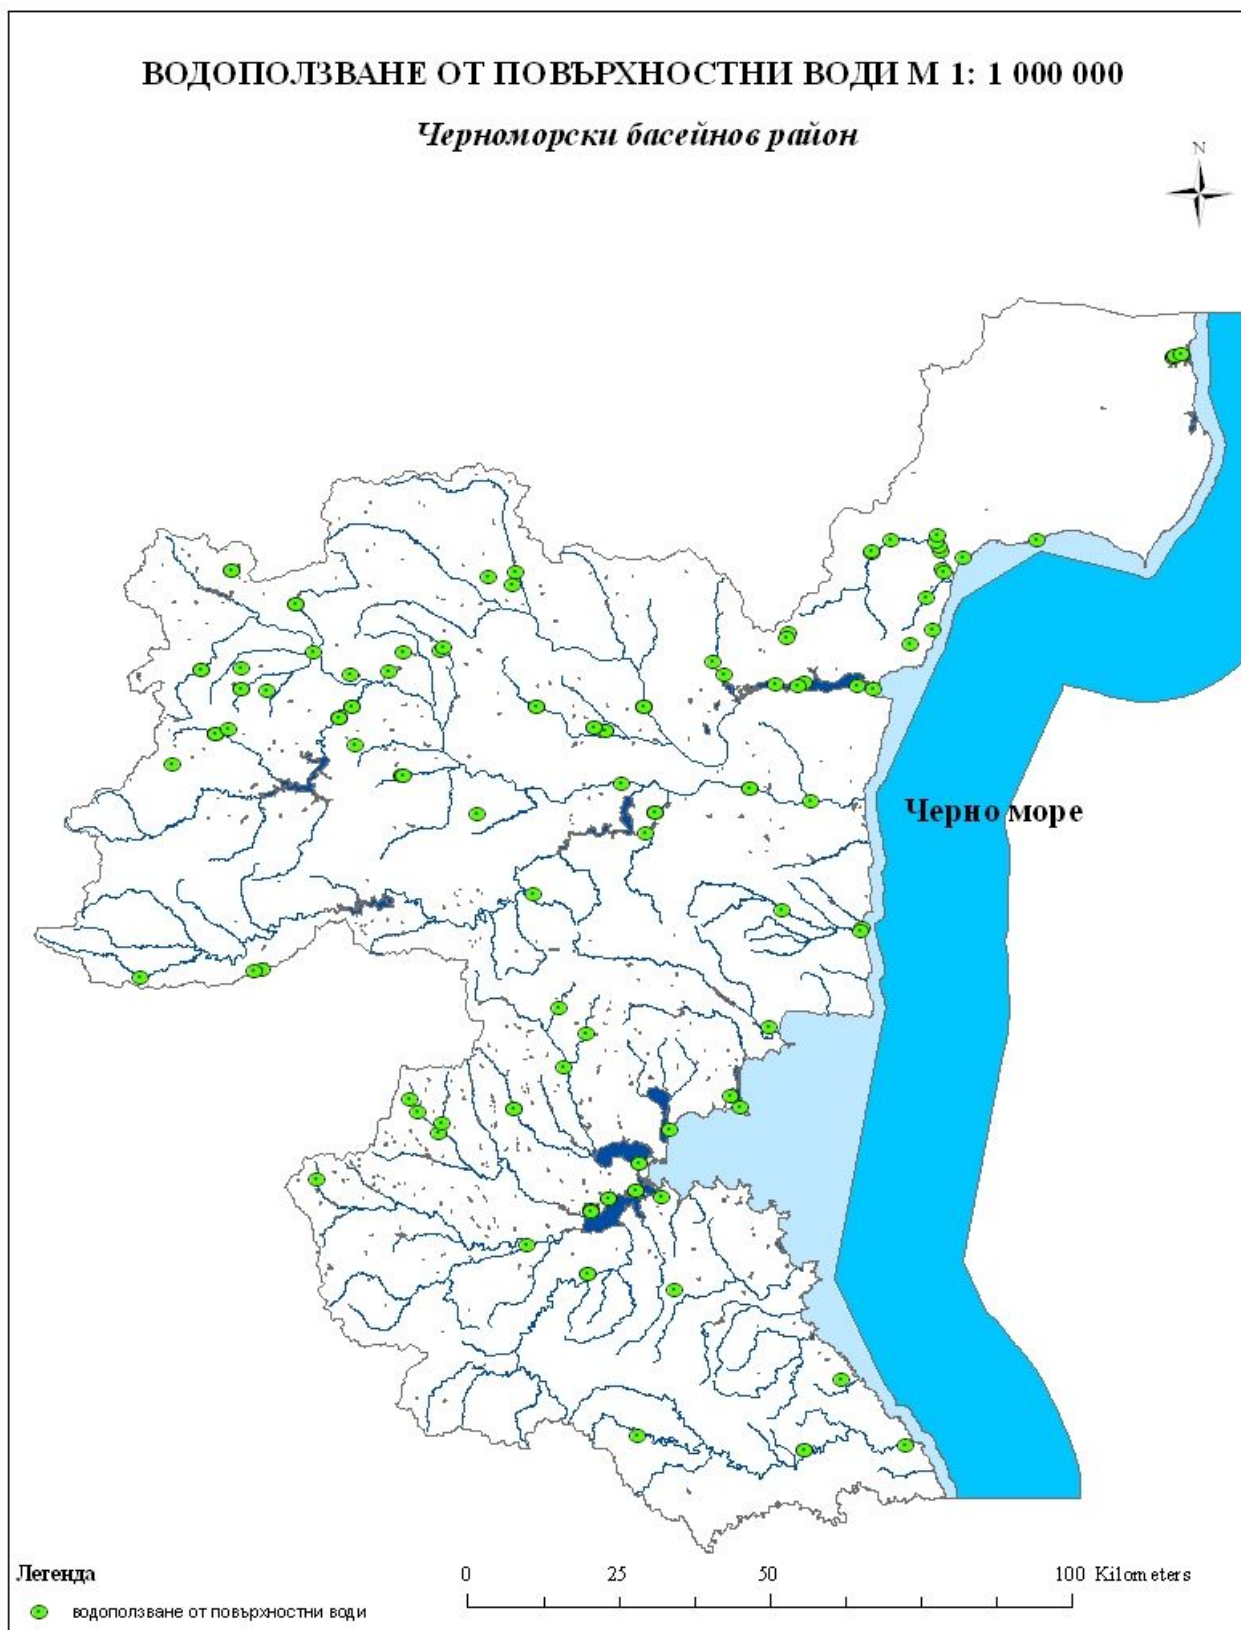 ВОДОПОЛЗВАНЕ ОТ ПОВЪРХНОСТНИ ВОДИ М 1: 1 000 000
Черноморски басейнов район
N
Черно море
Легенда
водоползване от повърхностни води
0 25 50 100 Kilometers